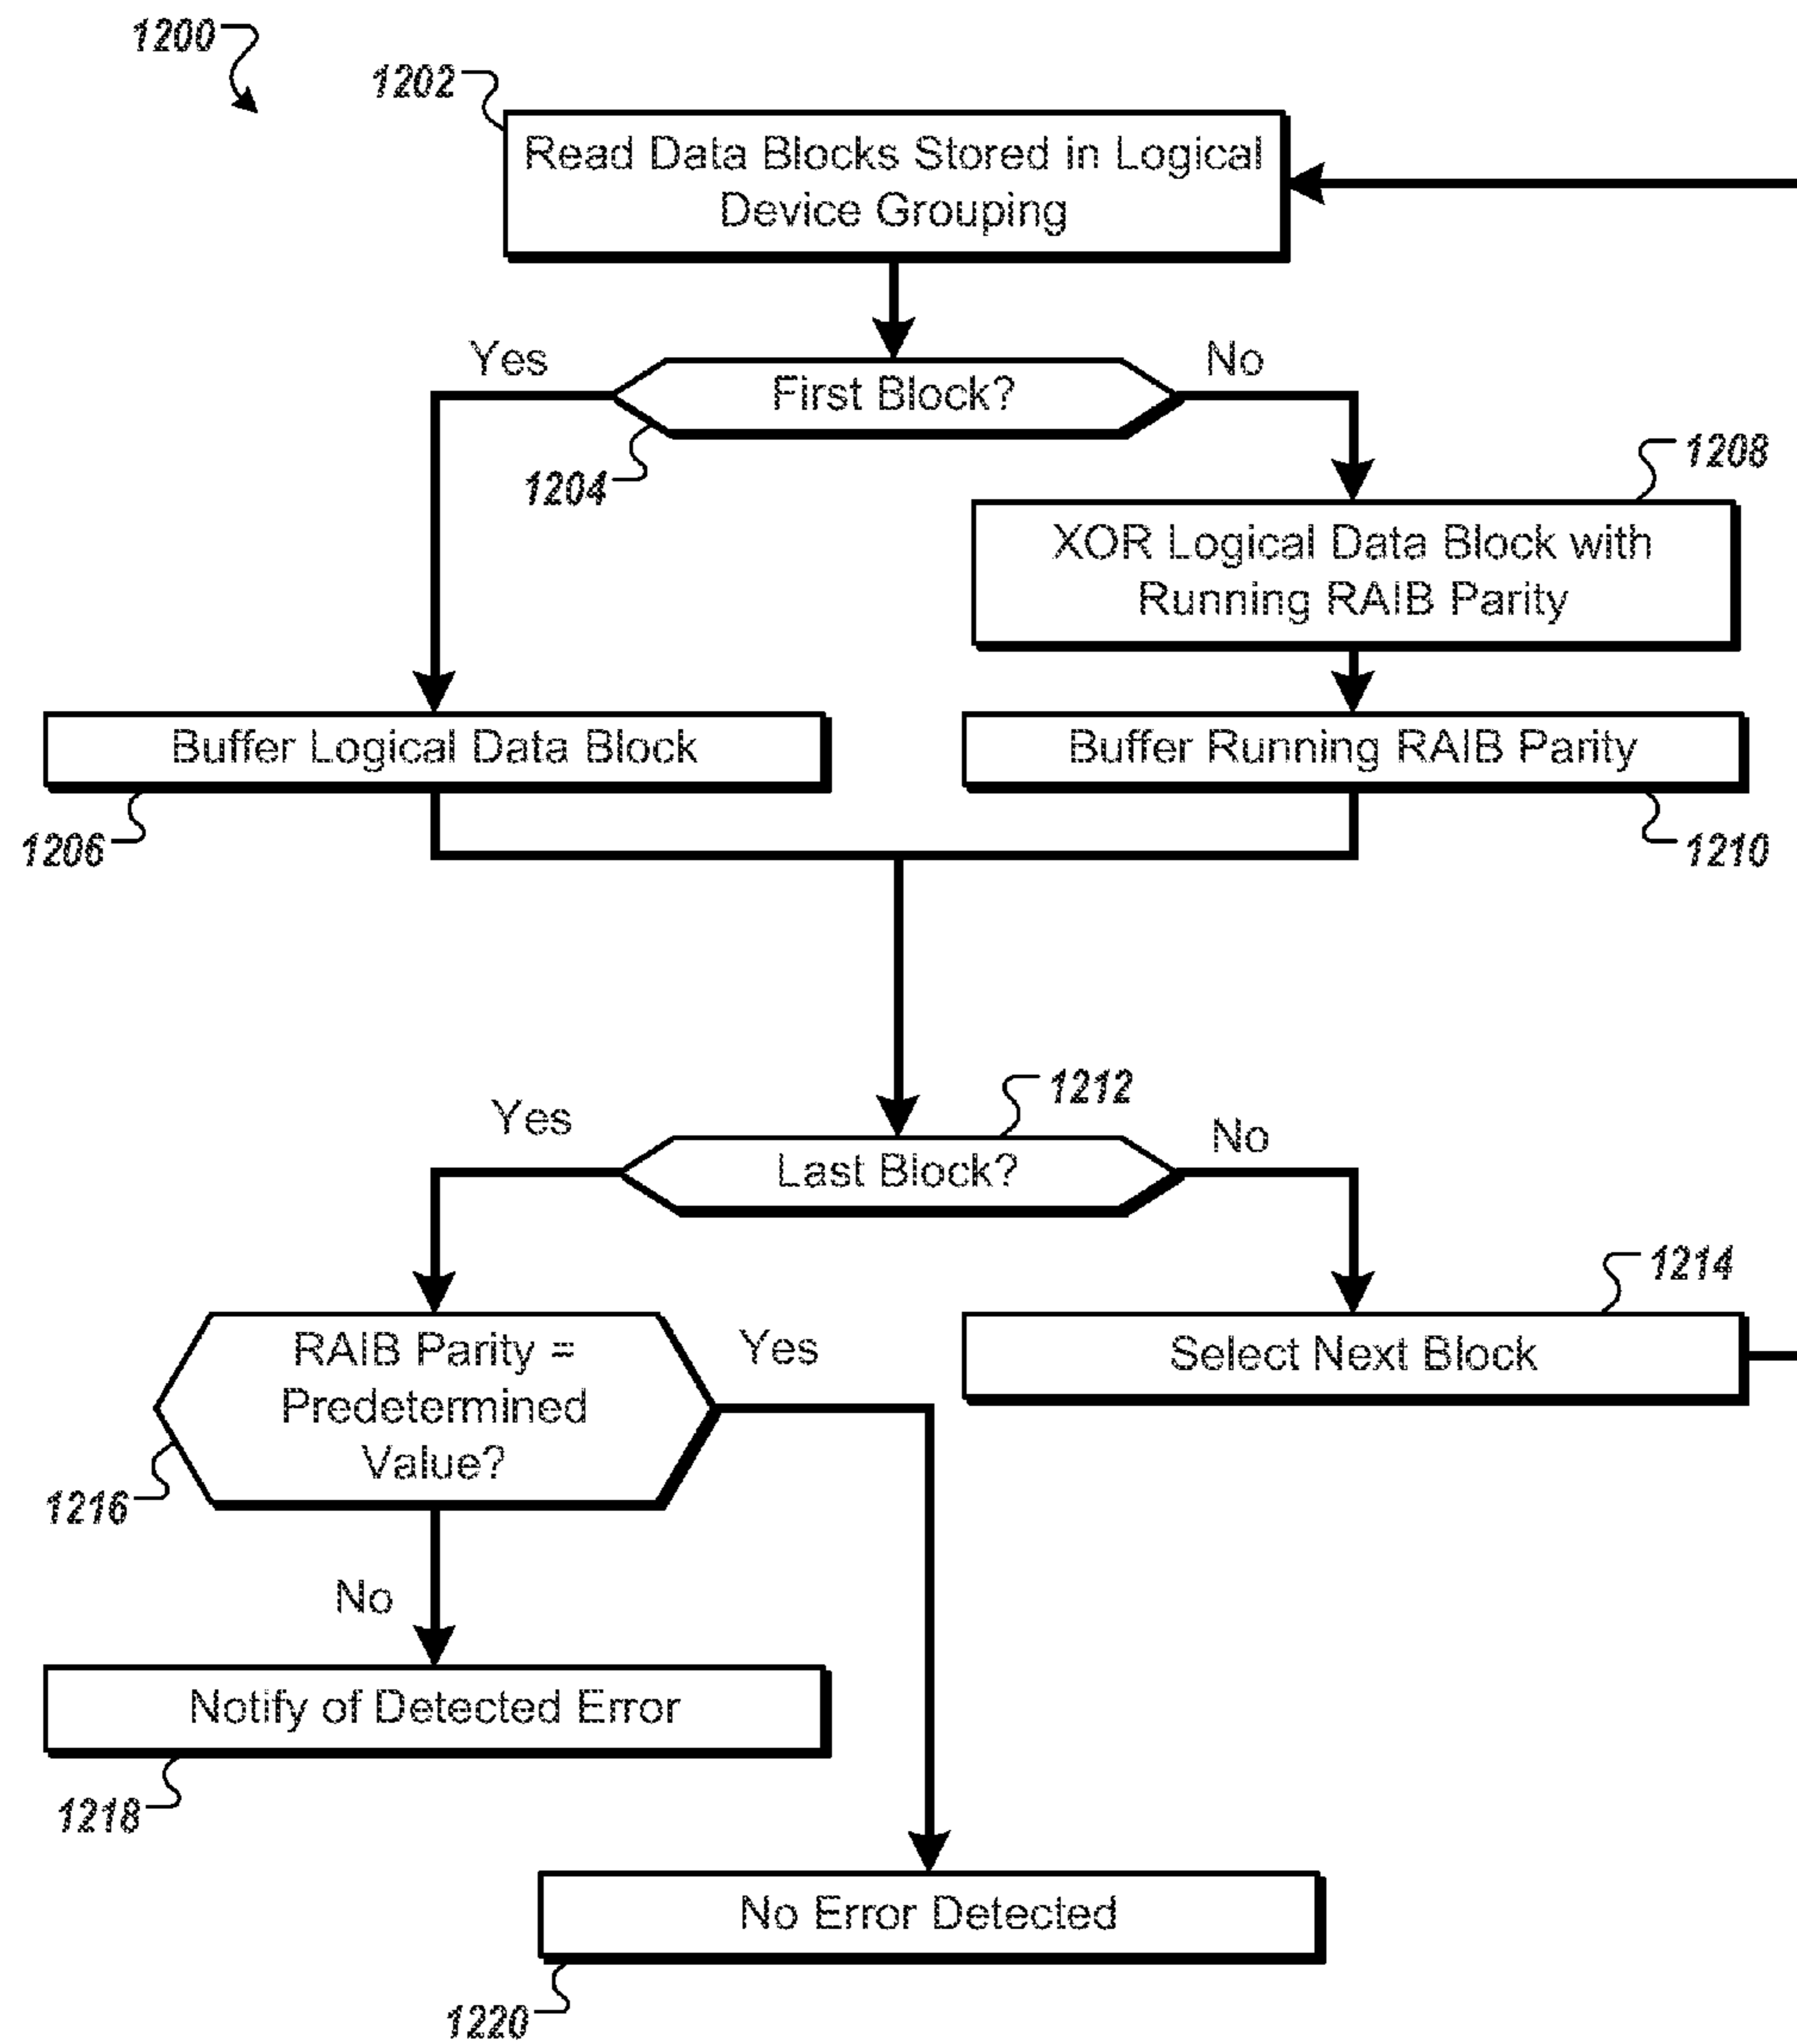 1200
1202
Read Data Blocks Stored in Logical
Device Grouping
Yes
No
First Block?
1204
1208
XOR Logical Data Block with
Running RAIB Parity
Buffer Logical Data Block
Buffer Running RAIB Parity
1206
1210
1212
Yes
No
Last Block?
1214
RAIB Parity =
Predetermined
Value?
Yes
Select Next Block
1216
No
Notify of Detected Error
1218
No Error Detected
1220